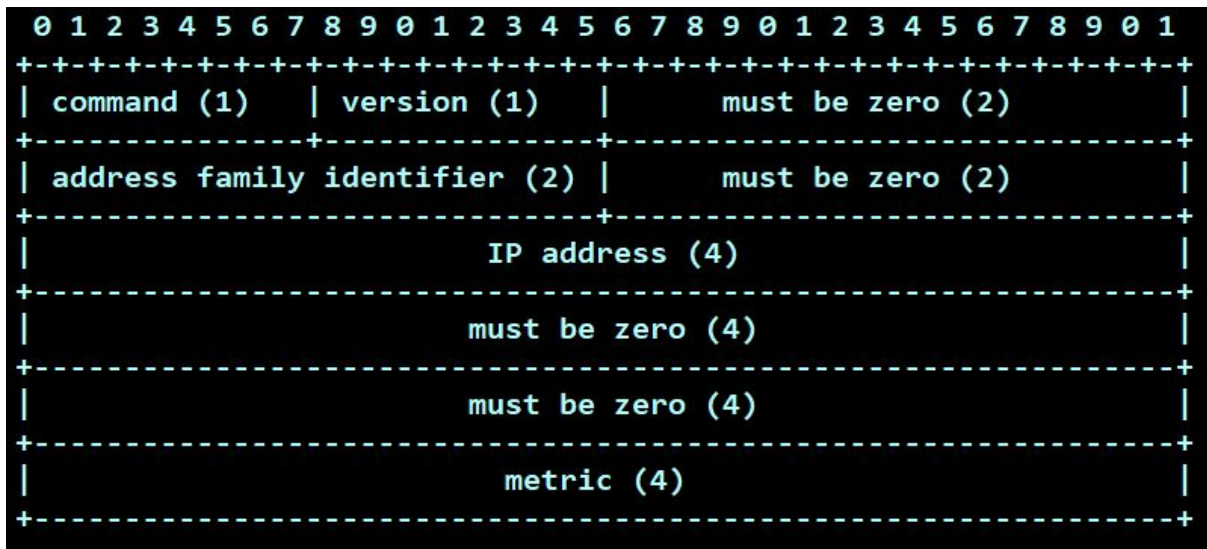 0 1 2 3 4 5 6 7 8 9 0 1 2 3 4 5 6 7 8 9 0 1 2 3 4 5 6 7 8 9 0 1
+-+-+-+-+-+-+-+-+-+-+-+-+-+-+-+-+-+-+-+-+-+-+-+-+-+-+-+-+-+-+-+-+
| command (1)   | version (1)   |      must be zero (2)         |
+---------------+---------------+-------------------------------+
| address family identifier (2) |      must be zero (2)         |
+-------------------------------+-------------------------------+
|                         IP address (4)                        |
+---------------------------------------------------------------+
|                        must be zero (4)                       |
+---------------------------------------------------------------+
|                        must be zero (4)                       |
+---------------------------------------------------------------+
|                          metric (4)                           |
+---------------------------------------------------------------+